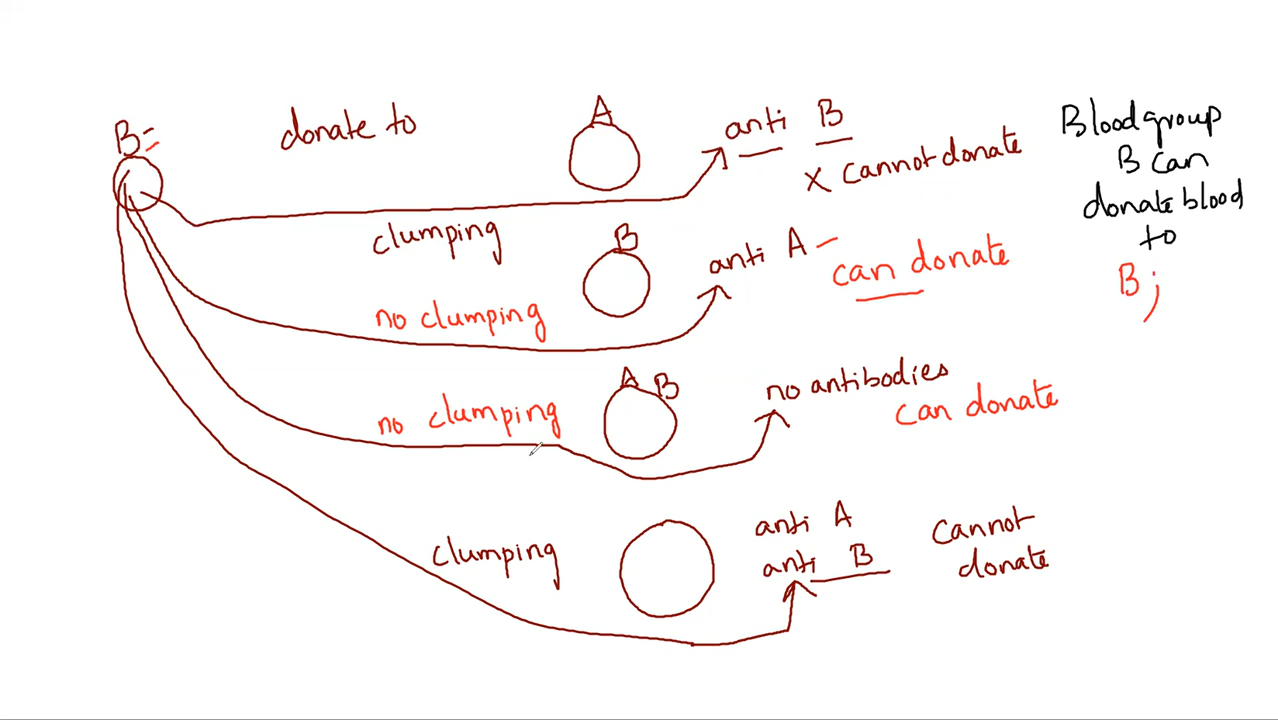 B=
donate to
A
anti B
X cannot donate
clumping
B
anti A –
can donate
no clumping
A B
no antibodies
can donate
no clumping
anti A
anti B
cannot
donate
clumping
Blood group
B can
donate blood
to
B ;